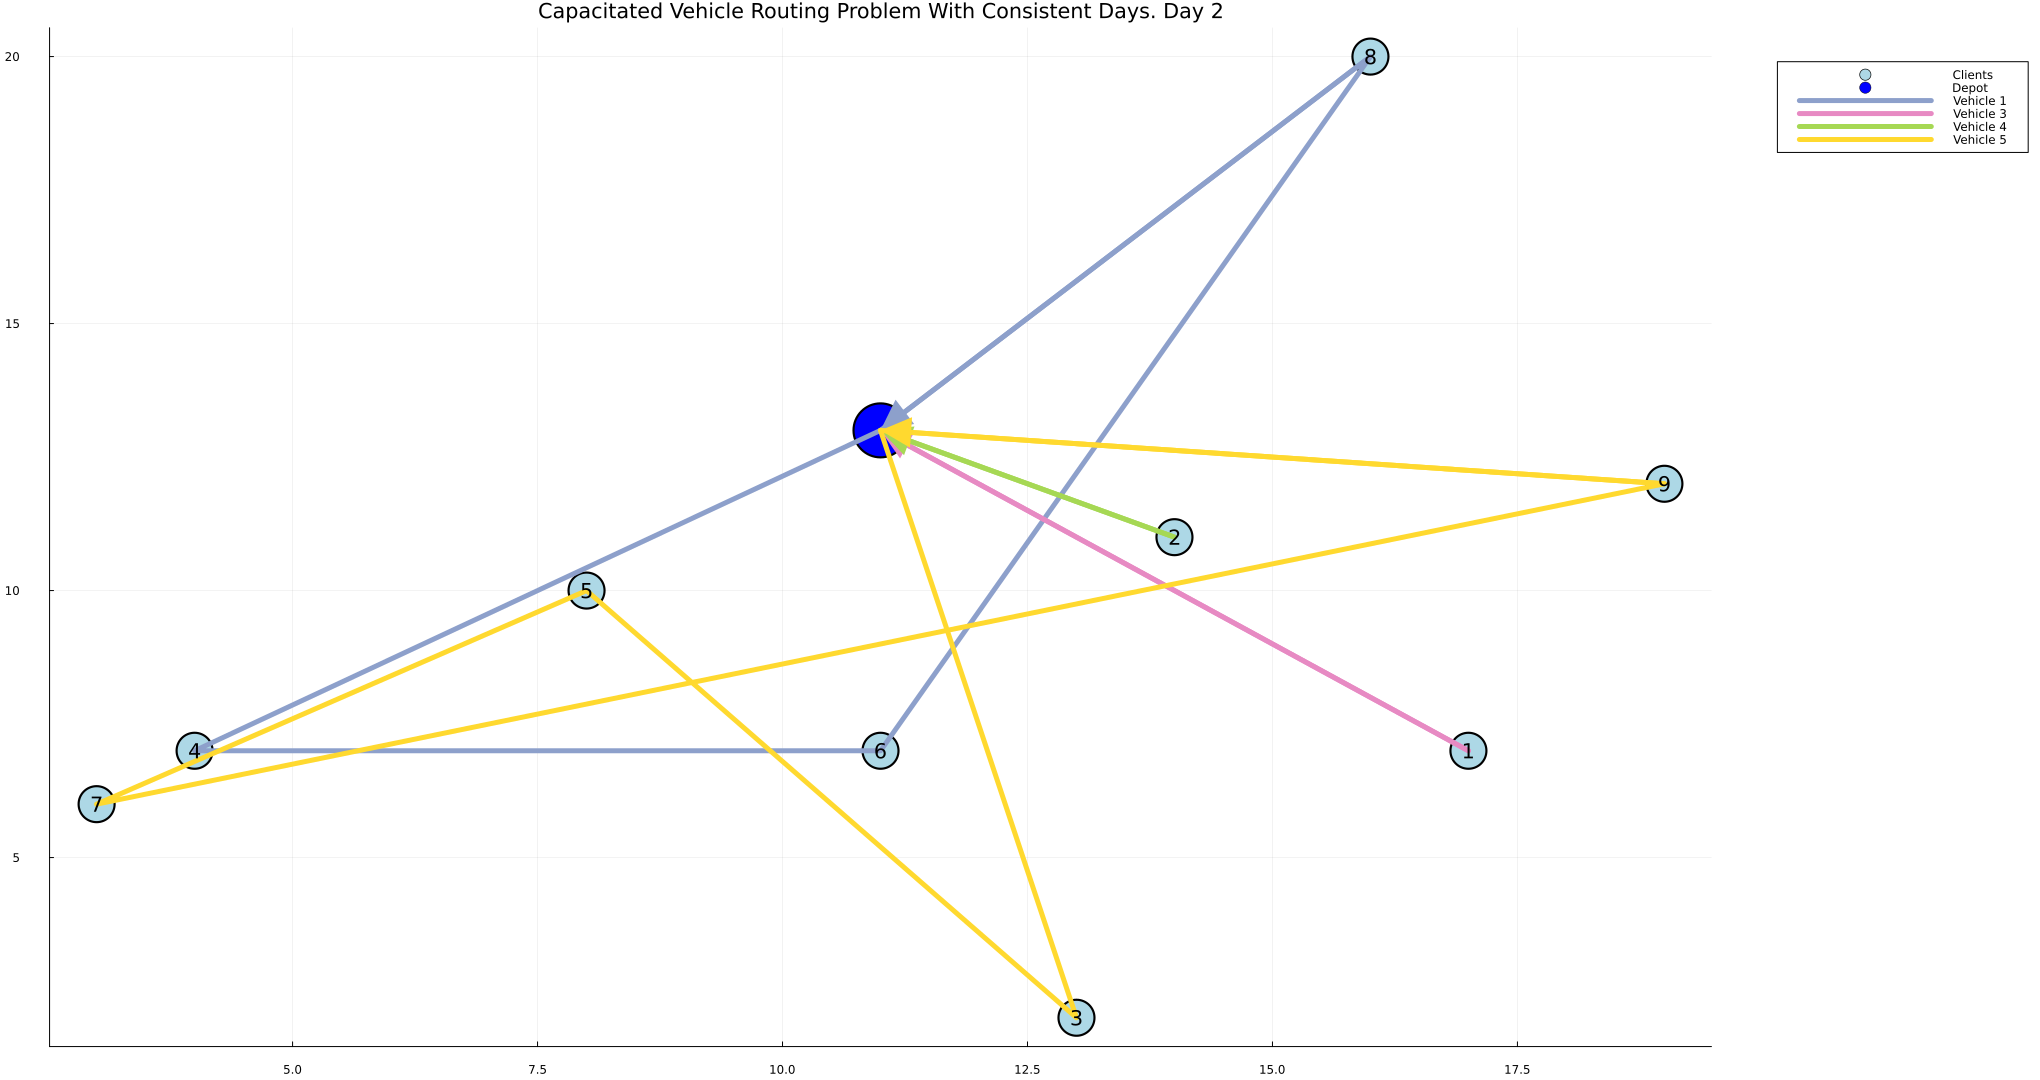 Capacitated Vehicle Routing Problem With Consistent Days. Day 2
20
8
Clients
Depot
Vehicle 1
Vehicle 3
Vehicle 4
Vehicle 5
15
9
2
10
5
4
6
1
7
5
3
5.0
7.5
10.0
12.5
15.0
17.5